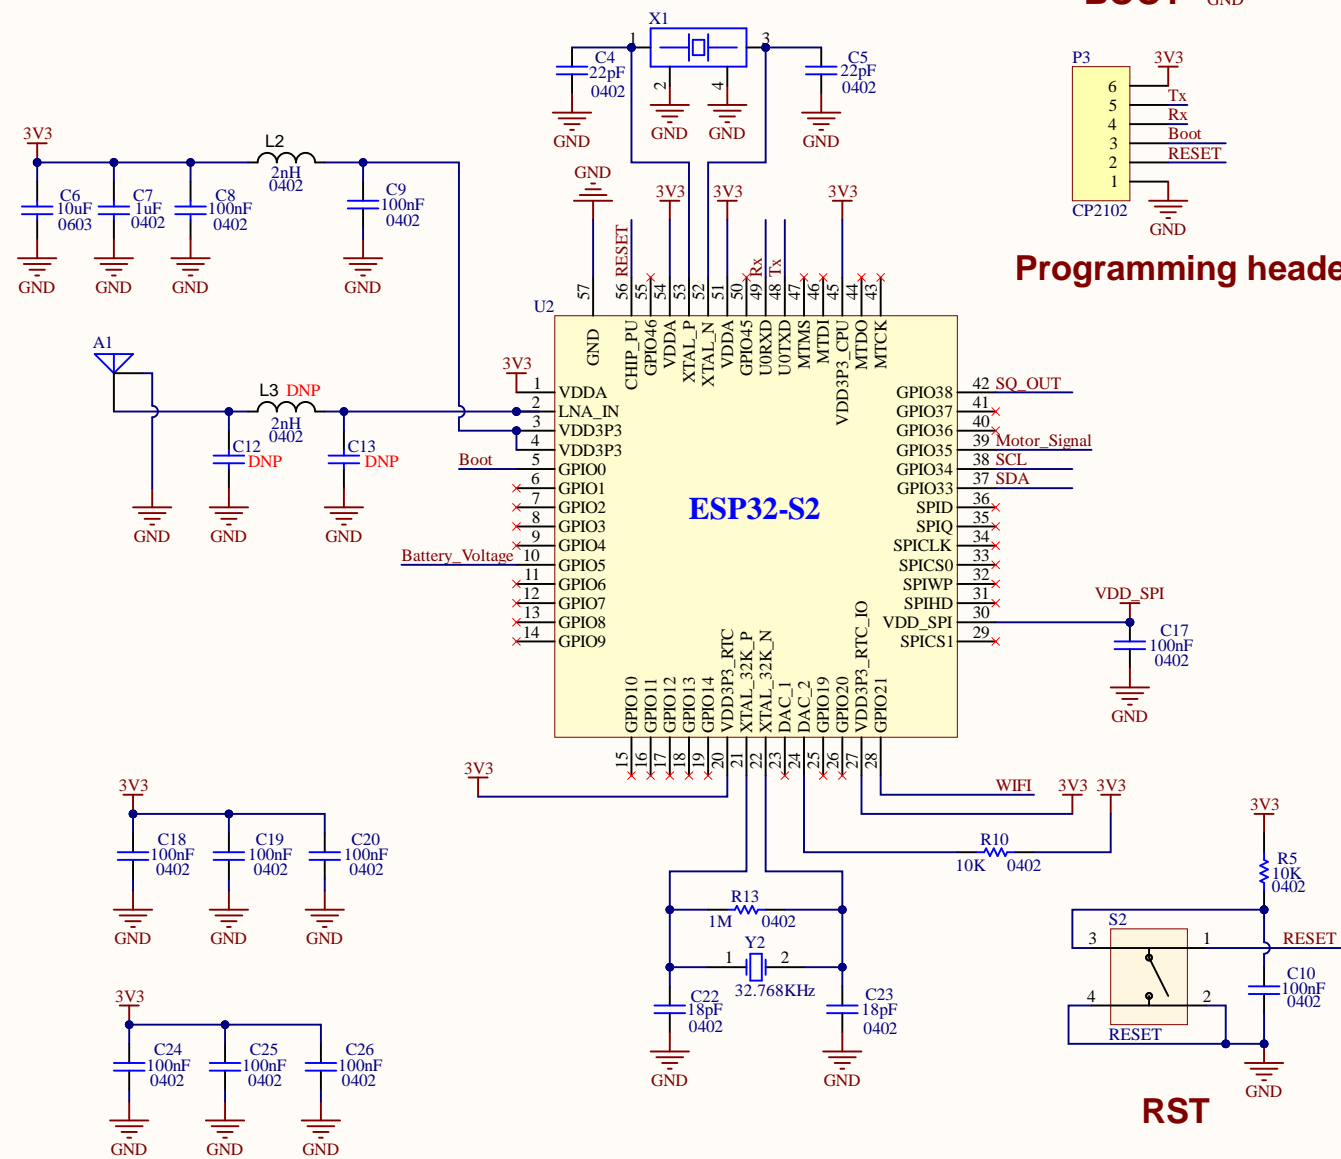 BOOT GND
X1
1 3
2 4
C4
22pF
0402
GND
GND
GND
C5
22pF
0402
GND
P3
3V3
6
5 Tx
4 Rx
3 Boot
2 RESET
1
CP2102
GND
Programming heade
3V3
L2
2nH
0402
C6
10uF
0603
C7
1uF
0402
C8
100nF
0402
C9
100nF
0402
GND
GND
GND
GND
GND
RESET
3V3
3V3
Rx
Tx
3V3
57
56
55
54
53
52
51
50
49
48
47
46
45
44
43
U2
GND
CHIP_PU
GPIO46
VDDA
XTAL_P
XTAL_N
VDDA
GPIO45
U0RXD
U0TXD
MTMS
MTDI
VDD3P3_CPU
MTDO
MTCK
A1
L3 DNP
2nH
0402
C12
DNP
C13
DNP
GND
GND
GND
3V3
1 VDDA
2 LNA_IN
3 VDD3P3
4 VDD3P3
Boot 5 GPIO0
6 GPIO1
7 GPIO2
8 GPIO3
9 GPIO4
Battery_Voltage 10 GPIO5
11 GPIO6
12 GPIO7
13 GPIO8
14 GPIO9
ESP32-S2
GPIO38 42 SQ_OUT
GPIO37 41
GPIO36 40
GPIO35 39 Motor_Signal
GPIO34 38 SCL
GPIO33 37 SDA
SPID 36
SPIQ 35
SPICLK 34
SPICS0 33
SPIWP 32
SPIHD 31
VDD_SPI 30
SPICS1 29
VDD_SPI
C17
100nF
0402
GND
GPIO10
GPIO11
GPIO12
GPIO13
GPIO14
VDD3P3_RTC
XTAL_32K_P
XTAL_32K_N
DAC_1
DAC_2
GPIO19
GPIO20
VDD3P3_RTC_IO
GPIO21
15
16
17
18
19
20
21
22
23
24
25
26
27
28
3V3
WIFI
3V3
3V3
R10
10K 0402
R13
1M 0402
Y2
1 2
32.768KHz
C22
18pF
0402
C23
18pF
0402
GND
GND
3V3
C18
100nF
0402
C19
100nF
0402
C20
100nF
0402
GND
GND
GND
3V3
C24
100nF
0402
C25
100nF
0402
C26
100nF
0402
GND
GND
GND
3V3
R5
10K
0402
S2
3 1
RESET
4 2
RESET
C10
100nF
0402
GND
RST